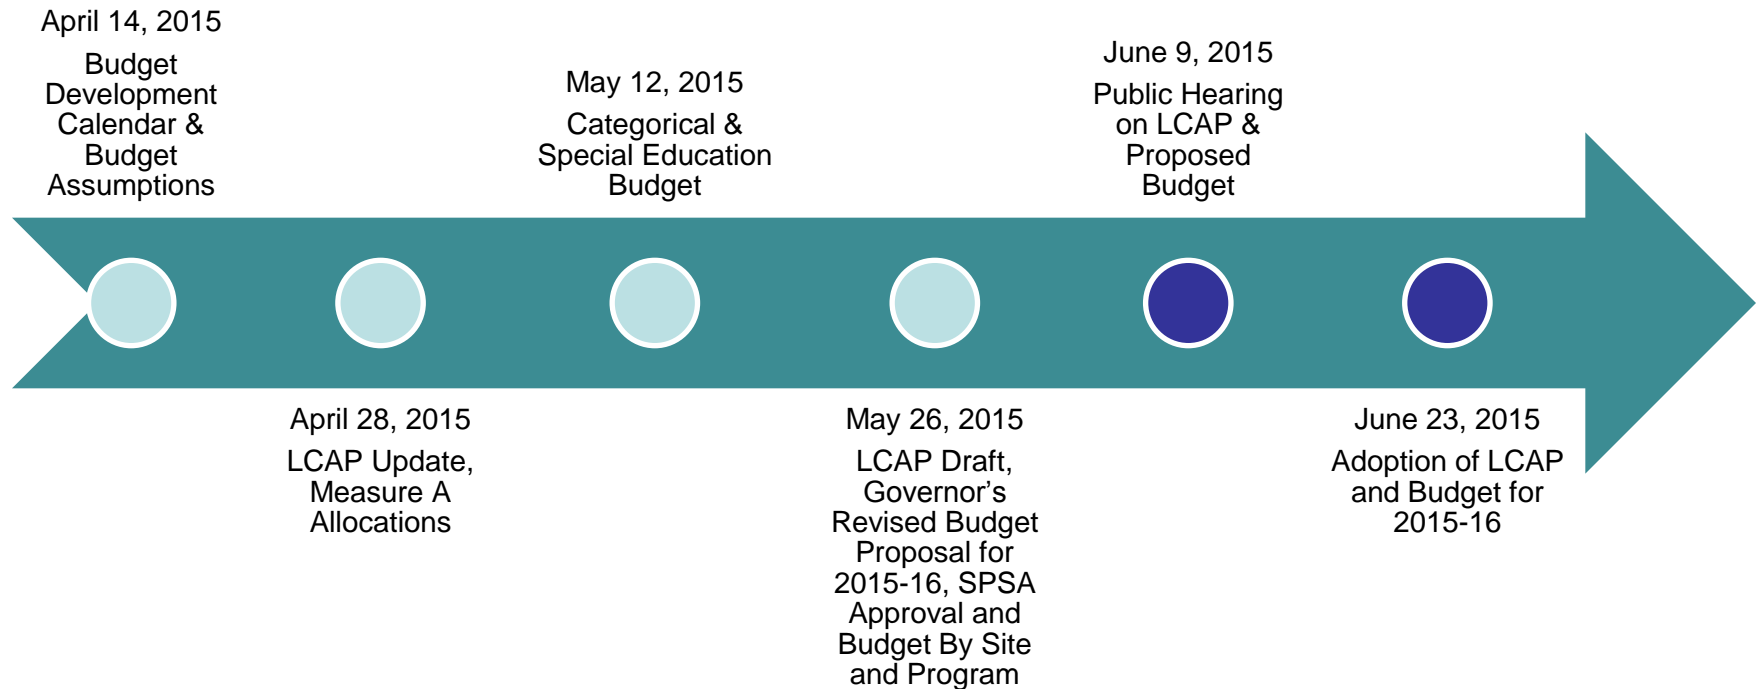 April 14, 2015
Budget
Development
Calendar &
Budget
Assumptions
April 28, 2015
LCAP Update,
Measure A
Allocations
May 12, 2015
Categorical &
Special Education
Budget
May 26, 2015
LCAP Draft,
Governor’s
Revised Budget
Proposal for
2015-16, SPSA
Approval and
Budget By Site
and Program
June 9, 2015
Public Hearing
on LCAP &
Proposed
Budget
June 23, 2015
Adoption of LCAP
and Budget for
2015-16